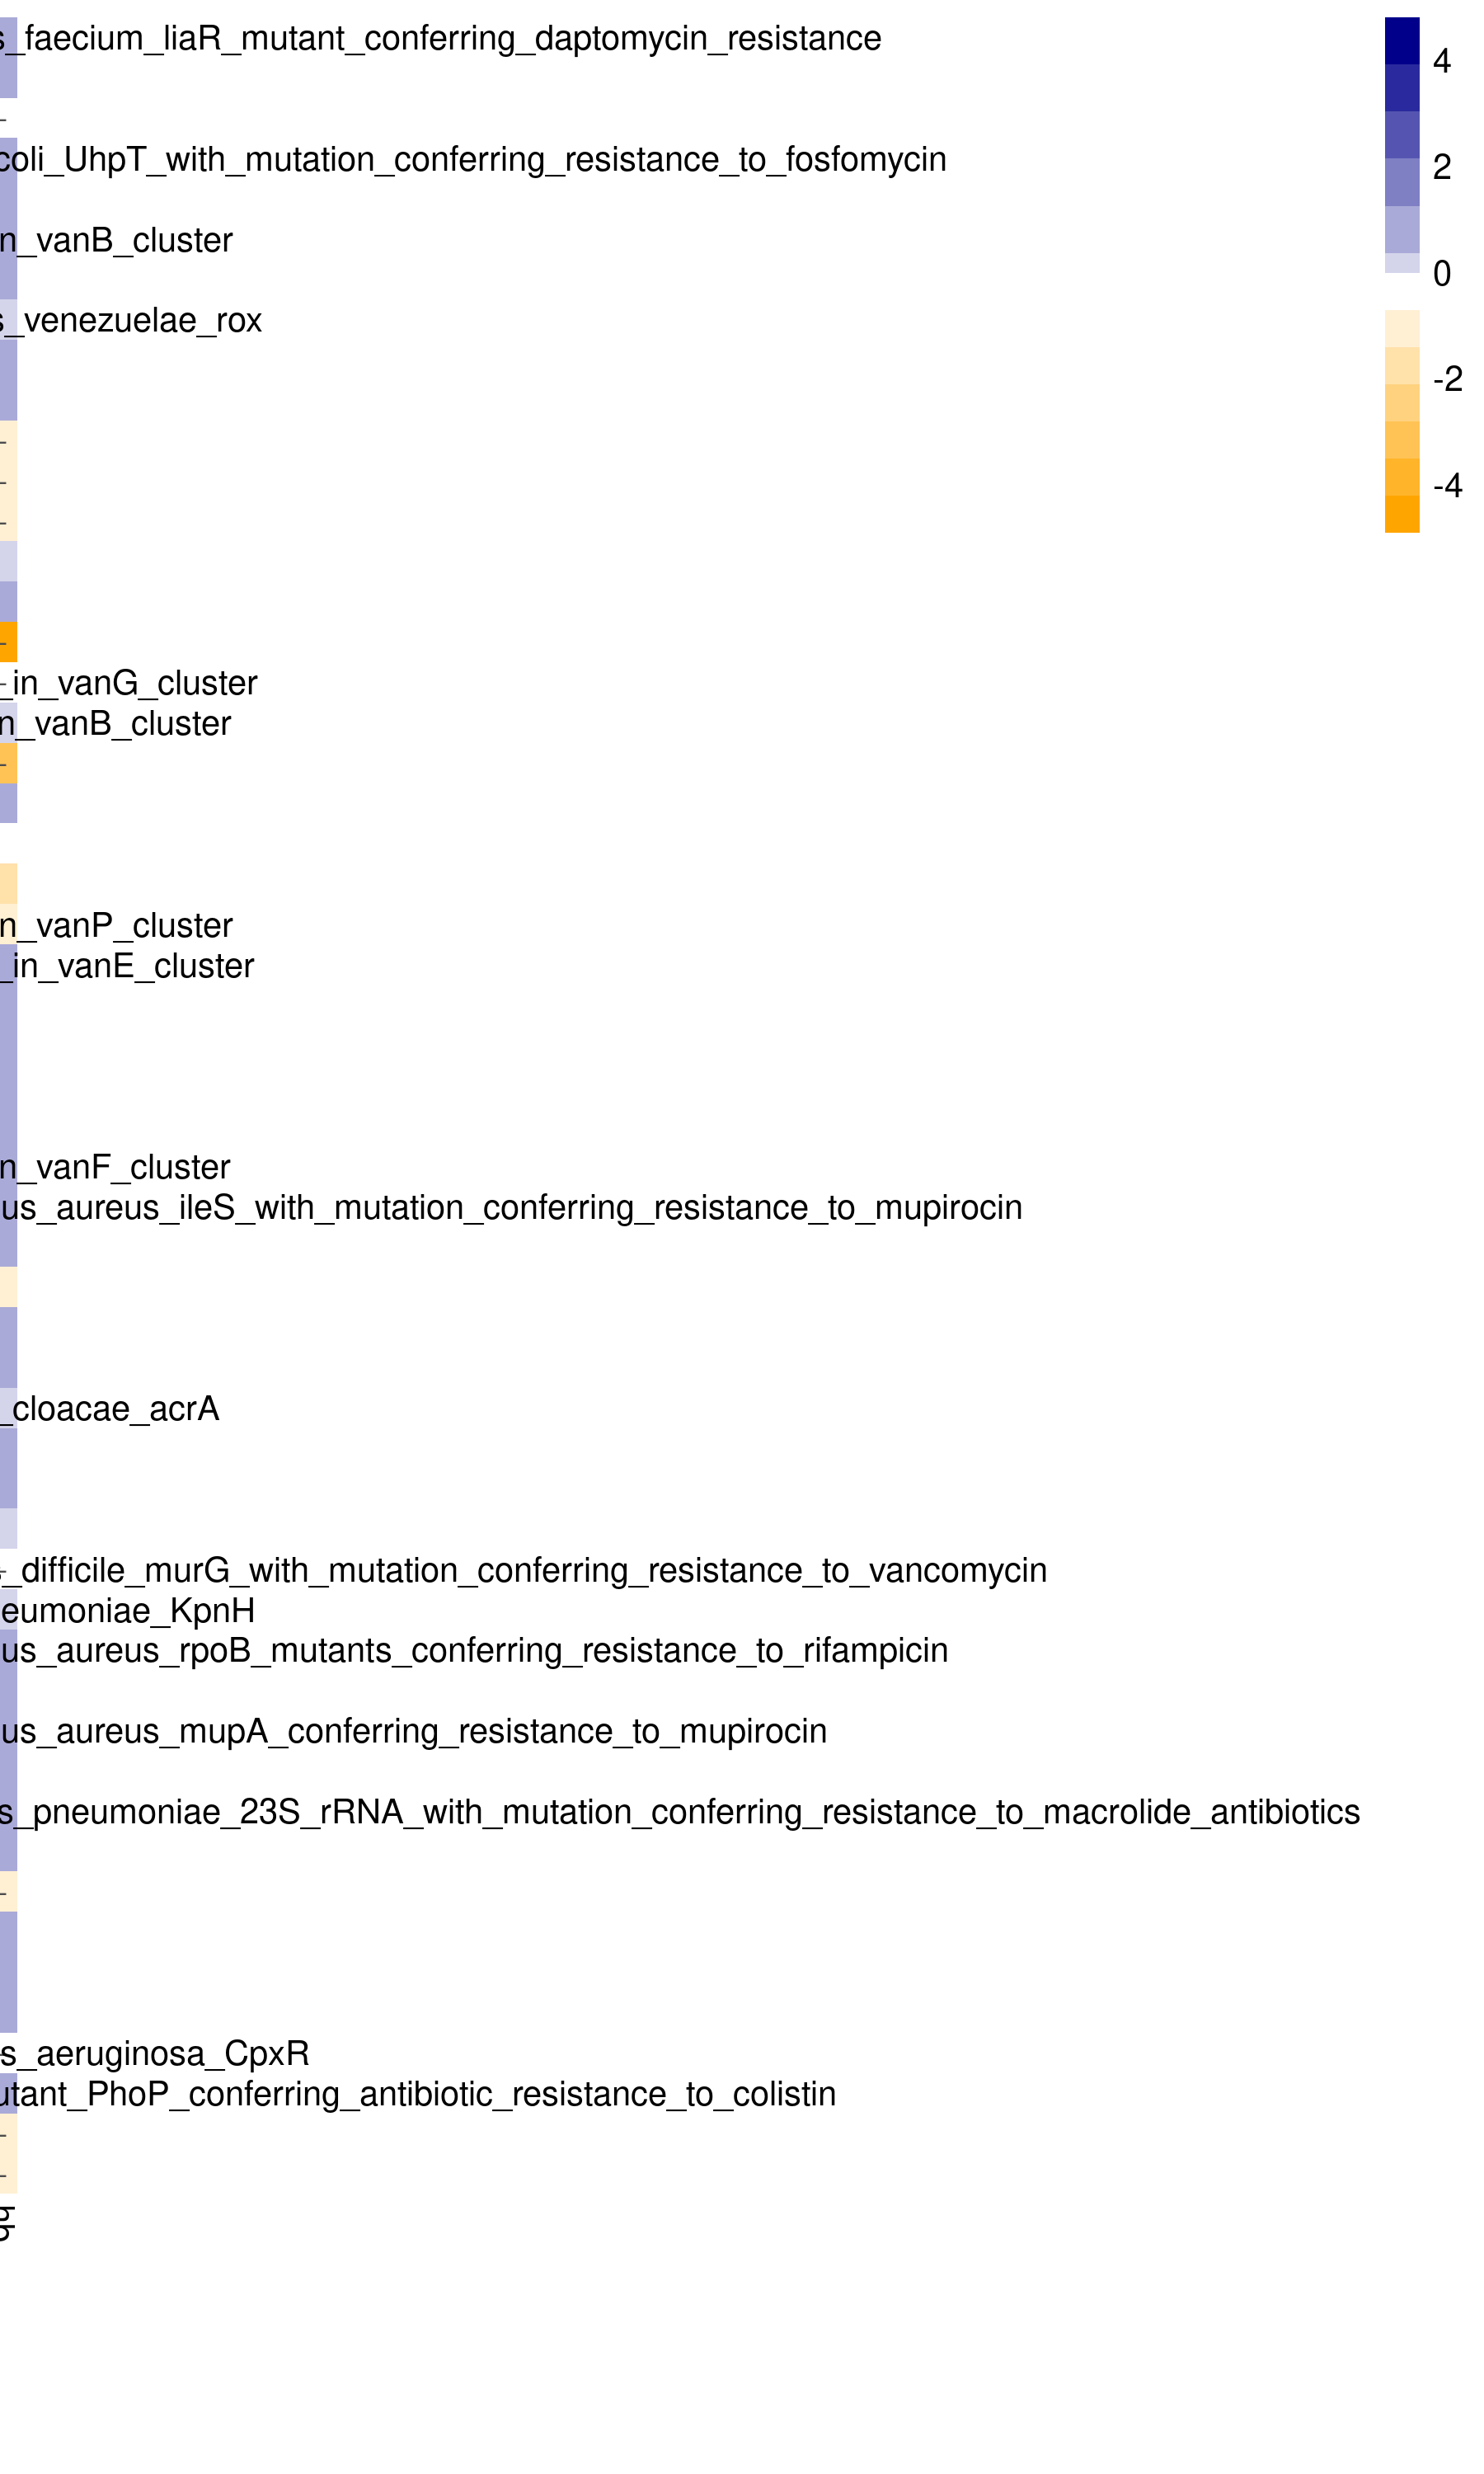 s_faecium_liaR_mutant_conferring_daptomycin_resistance
4
coli_UhpT_with_mutation_conferring_resistance_to_fosfomycin
2
n_vanB_cluster
0
s_venezuelae_rox
-2
-4
_in_vanG_cluster
n_vanB_cluster
n_vanP_cluster
_in_vanE_cluster
n_vanF_cluster
us_aureus_ileS_with_mutation_conferring_resistance_to_mupirocin
_cloacae_acrA
_difficile_murG_with_mutation_conferring_resistance_to_vancomycin
eumoniae_KpnH
us_aureus_rpoB_mutants_conferring_resistance_to_rifampicin
us_aureus_mupA_conferring_resistance_to_mupirocin
s_pneumoniae_23S_rRNA_with_mutation_conferring_resistance_to_macrolide_antibiotics
s_aeruginosa_CpxR
utant_PhoP_conferring_antibiotic_resistance_to_colistin